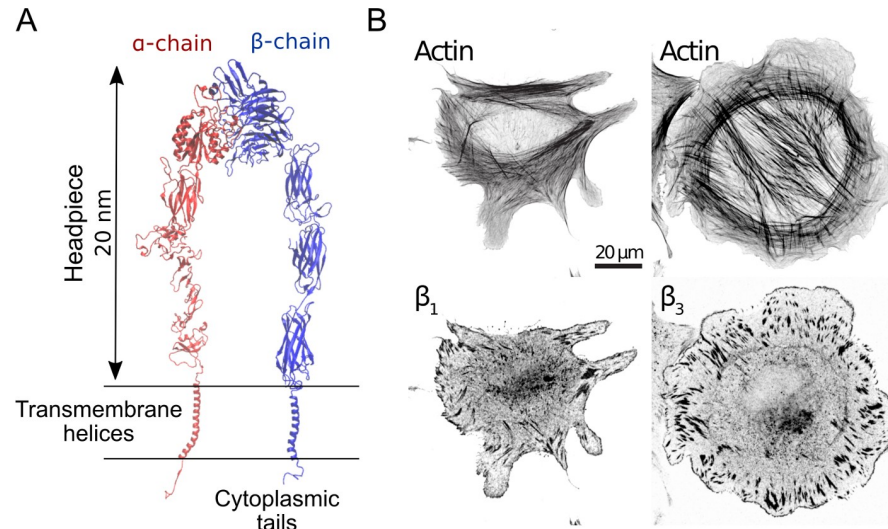 A
α-chain
β-chain
Headpiece
20 nm
Transmembrane
helices
Cytoplasmic
tails
B
Actin
Actin
20 µm
β1
β3